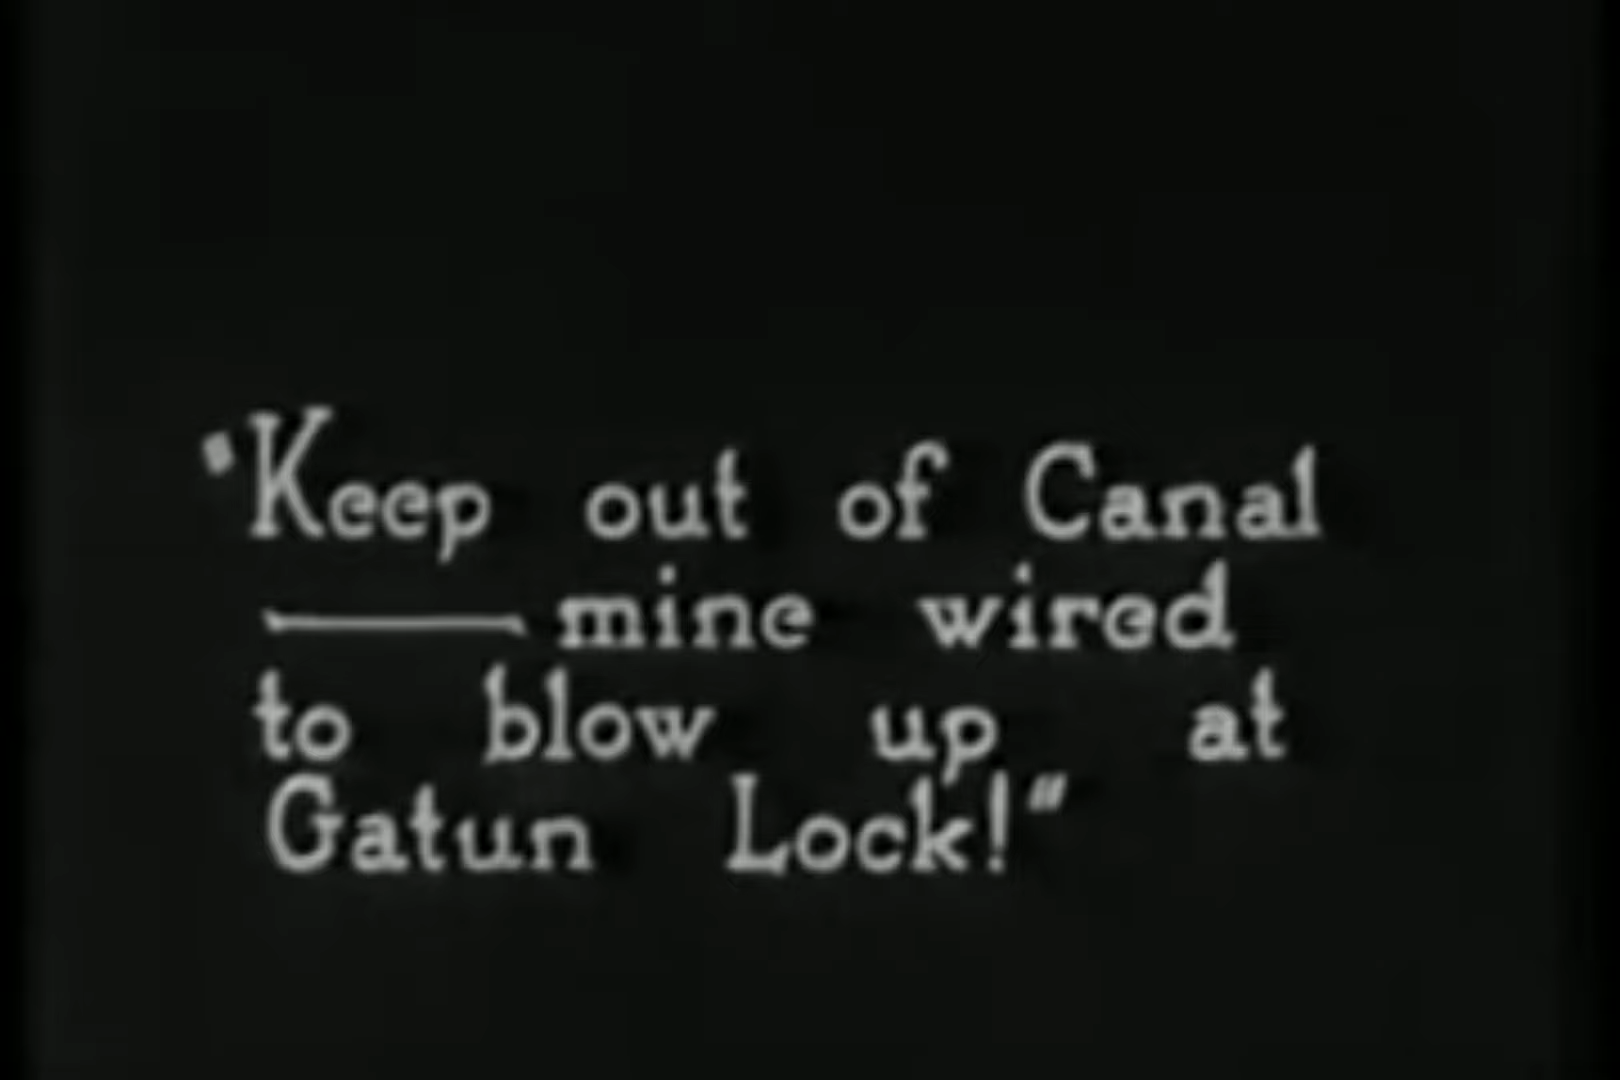 "Keep out of Canal
—mine wired
to blow up at
Gatun Lock!"